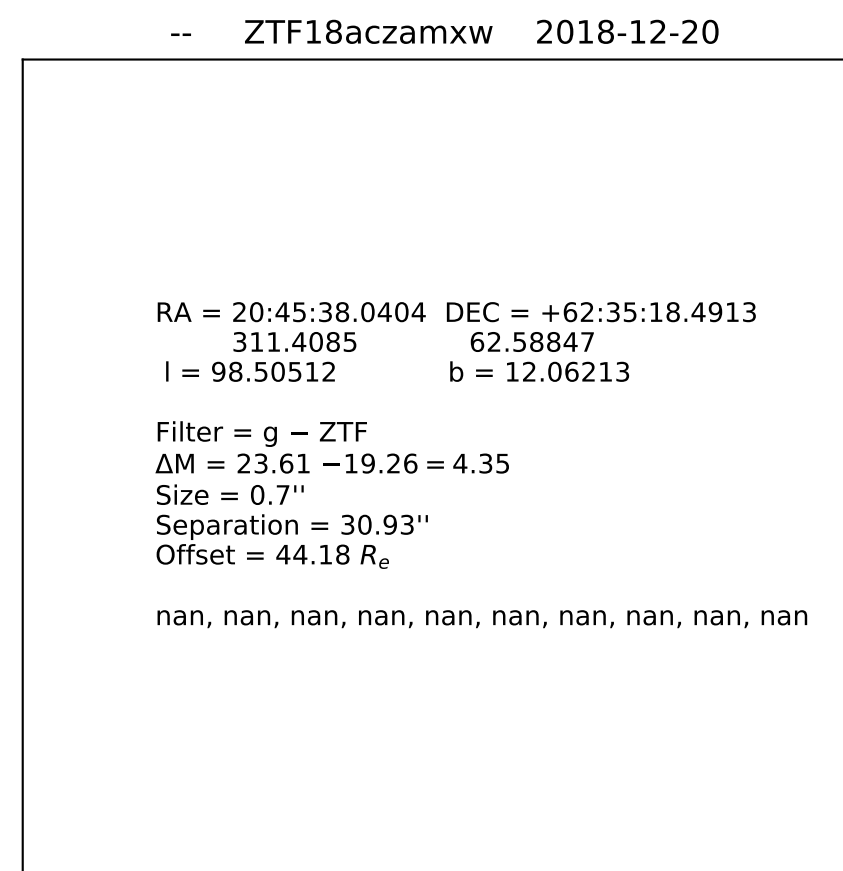 --   ZTF18aczamxw   2018-12-20
RA = 20:45:38.0404  DEC = +62:35:18.4913
311.4085   62.58847
l = 98.50512   b = 12.06213
Filter = g − ZTF
ΔM = 23.61 −19.26 = 4.35
Size = 0.7''
Separation = 30.93''
Offset = 44.18 Re
nan, nan, nan, nan, nan, nan, nan, nan, nan, nan